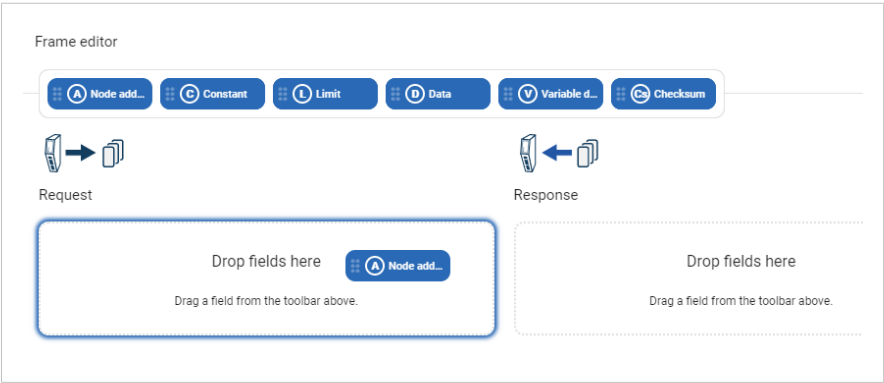 Frame editor
A Node add... C Constant L Limit D Data V Variable d... Cs Checksum
Request Response
Drop fields here A Node add... Drop fields here
Drag a field from the toolbar above. Drag a field from the toolbar above.